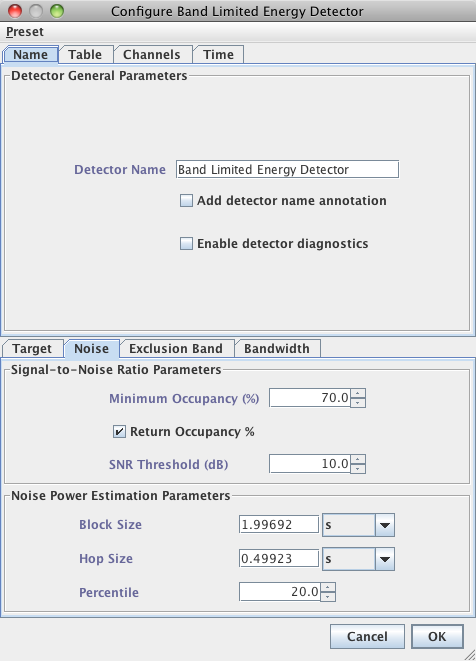 Configure Band Limited Energy Detector
Preset
Name Table Channels Time
Detector General Parameters
Detector Name Band Limited Energy Detector
Add detector name annotation
Enable detector diagnostics
Target Noise Exclusion Band Bandwidth
Signal-to-Noise Ratio Parameters
Minimum Occupancy (%) 70.0
Return Occupancy %
SNR Threshold (dB) 10.0
Noise Power Estimation Parameters
Block Size 1.99692 s
Hop Size 0.49923 s
Percentile 20.0
Cancel OK